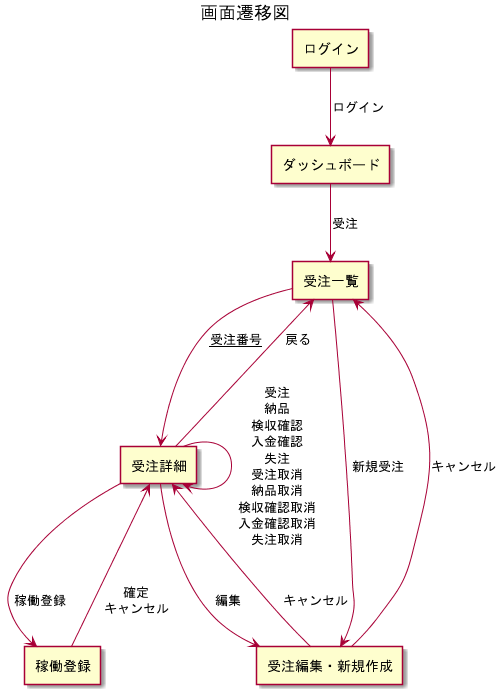 画面遷移図
ログイン
ログイン
ダッシュボード
受注
受注一覧
受注番号
戻る
受注
納品
検収確認
入金確認
失注
受注取消
納品取消
検収確認取消
入金確認取消
失注取消
新規受注
キャンセル
受注詳細
稼働登録
確定
キャンセル
編集
キャンセル
稼働登録
受注編集・新規作成